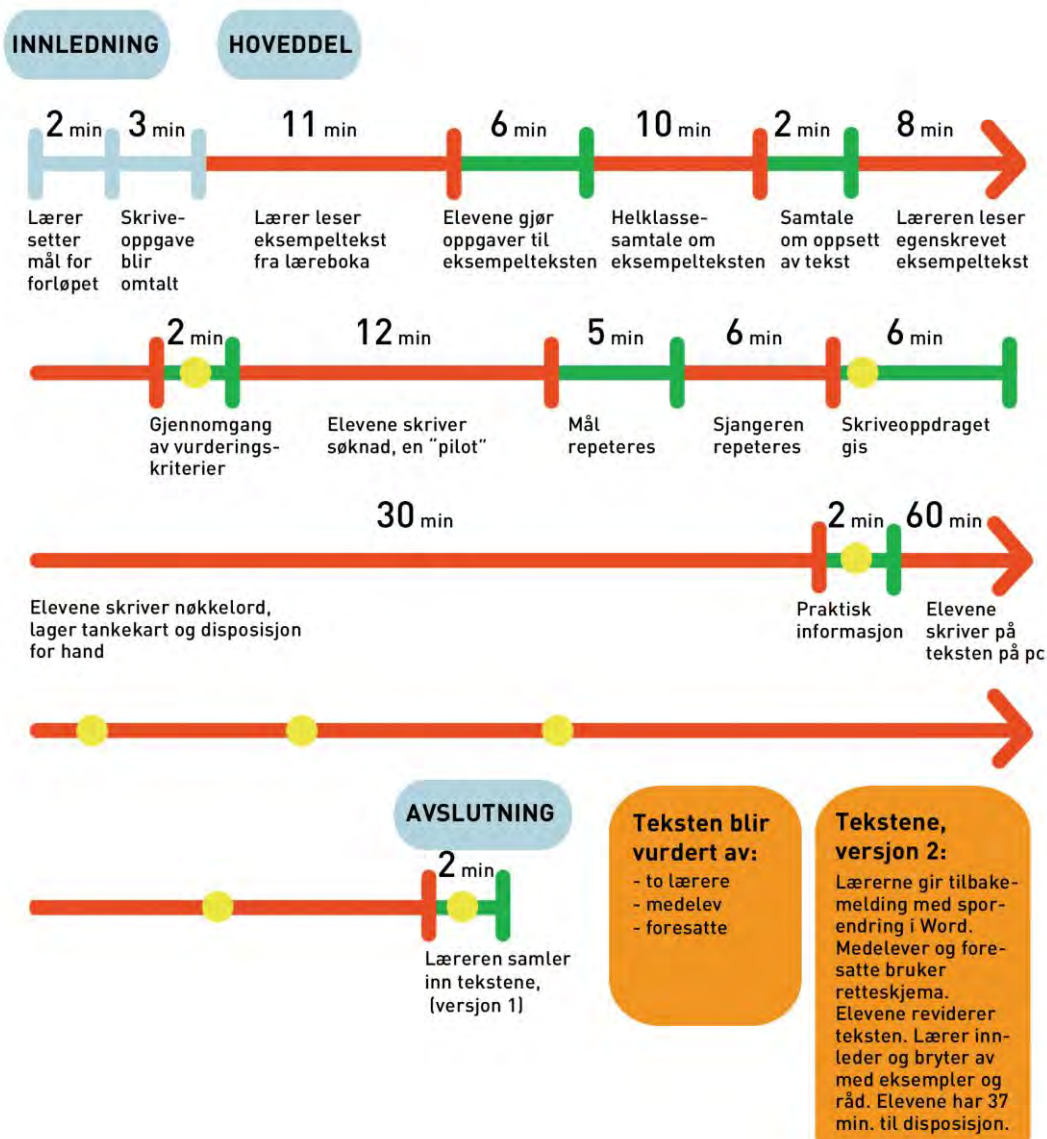 INNLEDNING
HOVEDDEL
2 min
3 min
11 min
6 min
10 min
2 min
8 min
Lærer
setter
mål for
forløpet
Skrive-
oppgave
blir
omtalt
Lærer leser
eksempeltekst
fra læreboka
Elevene gjør
oppgaver til
eksempelteksten
Helklasse-
samtale om
eksempelteksten
Samtale
om oppsett
av tekst
Læreren leser
egenskrevet
eksempeltekst
2 min
12 min
5 min
6 min
6 min
Gjennomgang
av vurderings-
kriterier
Elevene skriver
søknad, en "pilot"
Mål
repeteres
Sjangeren
repeteres
Skriveoppdraget
gis
30 min
2 min
60 min
Elevene skriver nøkkelord,
lager tankekart og disposisjon
for hand
Praktisk
informasjon
Elevene
skriver på
teksten på pc
AVSLUTNING
2 min
Læreren samler
inn tekstene,
(versjon 1)
Teksten blir
vurdert av:
- to lærere
- medelev
- foresatte
Tekstene,
versjon 2:
Lærerne gir tilbake-
melding med spor-
endring i Word.
Medelever og fore-
satte bruker
retteskjema.
Elevene reviderer
teksten. Lærer inn-
leder og bryter av
med eksempler og
råd. Elevene har 37
min. til disposisjon.